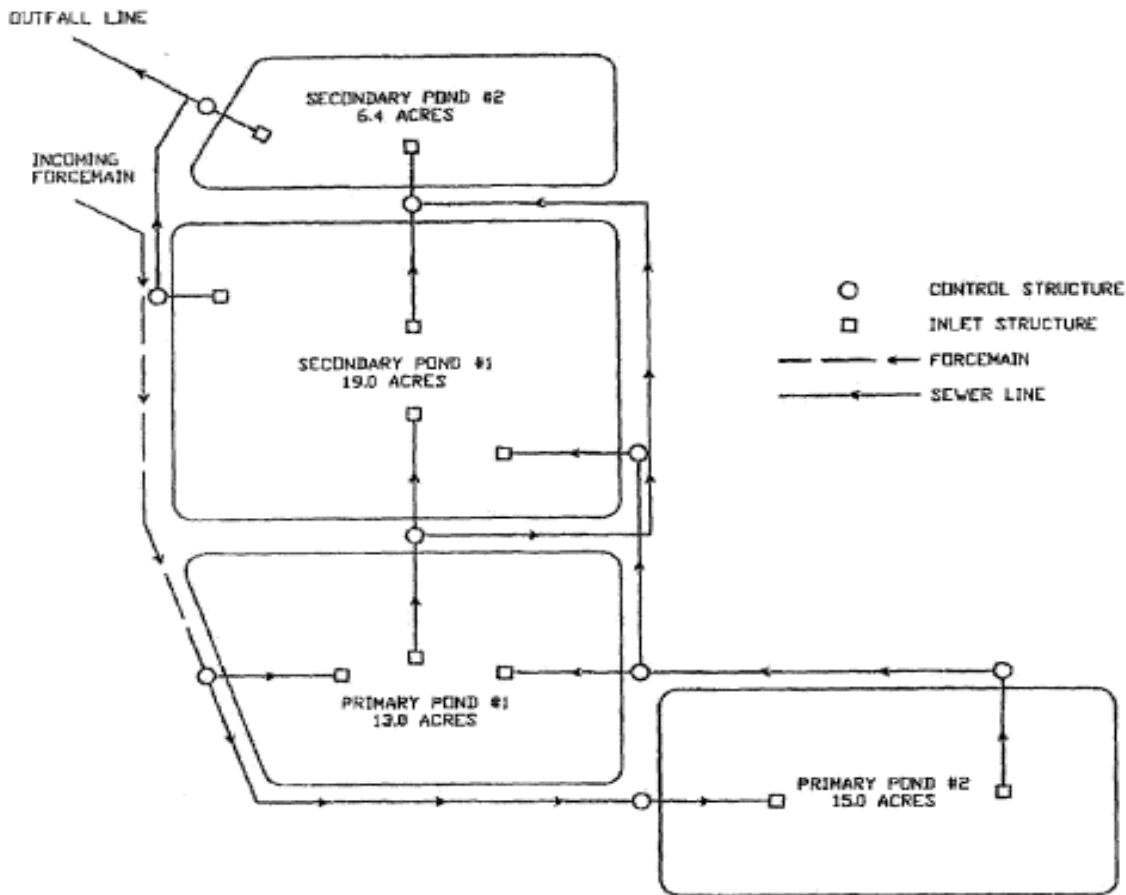 OUTFALL LINE
SECONDARY POND #2
6.4 ACRES
INCOMING
FORCEMAIN
CONTROL STRUCTURE
INLET STRUCTURE
FORCEMAIN
SEWER LINE
SECONDARY POND #1
19.0 ACRES
PRIMARY POND #1
13.0 ACRES
PRIMARY POND #2
15.0 ACRES